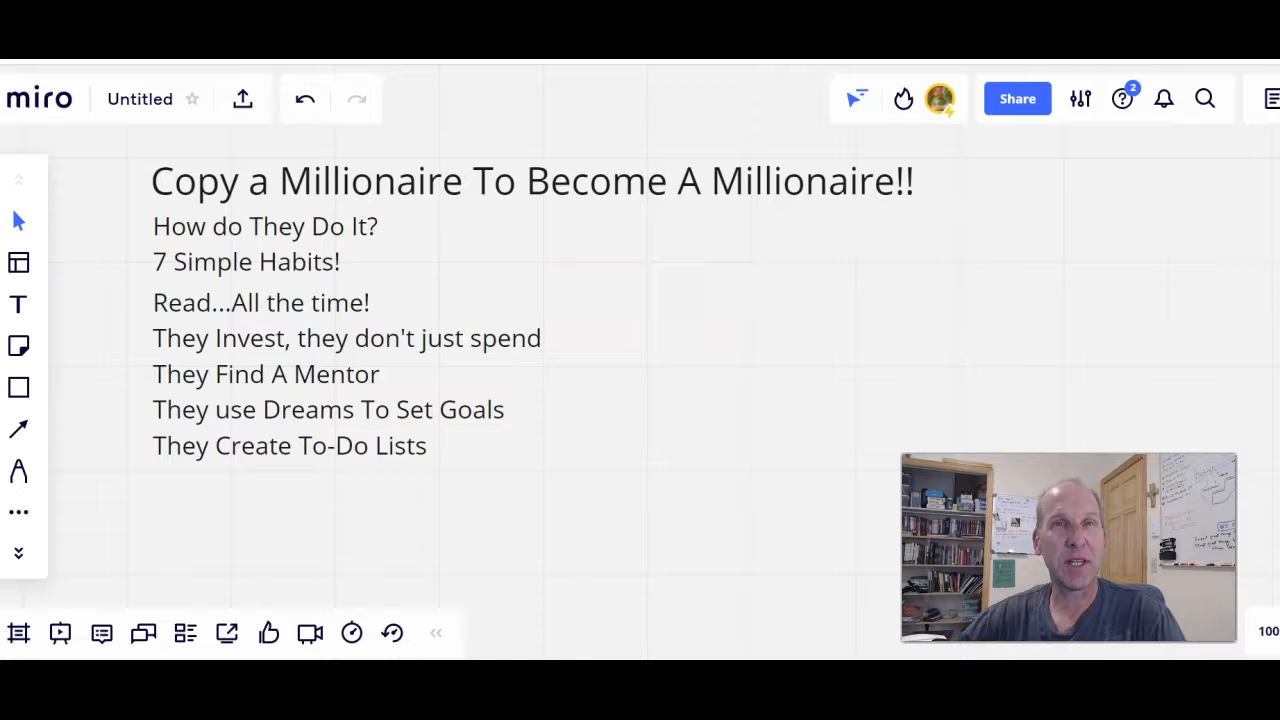 miro
Untitled
Share
2
Copy a Millionaire To Become A Millionaire!!
How do They Do It?
7 Simple Habits!
Read...All the time!
They Invest, they don't just spend
They Find A Mentor
They use Dreams To Set Goals
They Create To-Do Lists
100